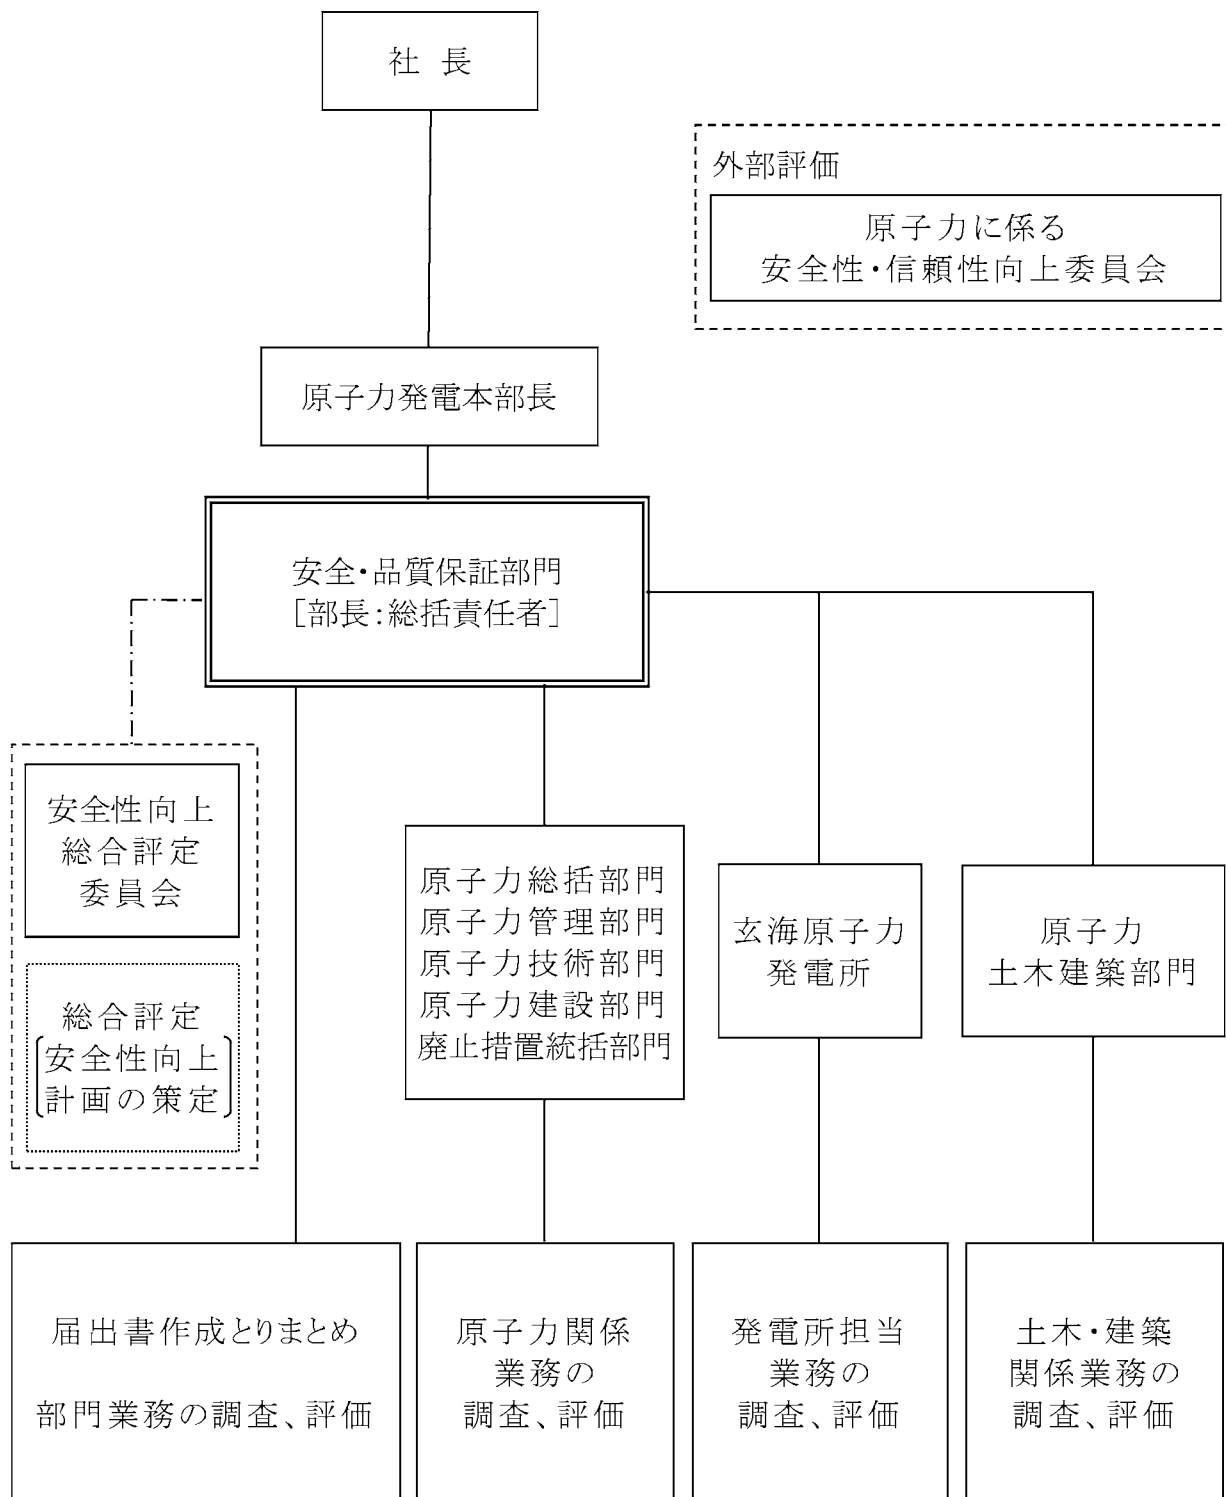 社長
外部評価
原子力に係る
安全性・信頼性向上委員会
原子力発電本部長
安全・品質保証部門
[部長:総括責任者]
安全性向上
総合評定
委員会
総合評定
安全性向上
計画の策定
原子力総括部門
原子力管理部門
原子力技術部門
原子力建設部門
廃止措置統括部門
玄海原子力
発電所
原子力
土木建築部門
届出書作成とりまとめ
部門業務の調査、評価
原子力関係
業務の
調査、評価
発電所担当
業務の
調査、評価
土木・建築
関係業務の
調査、評価